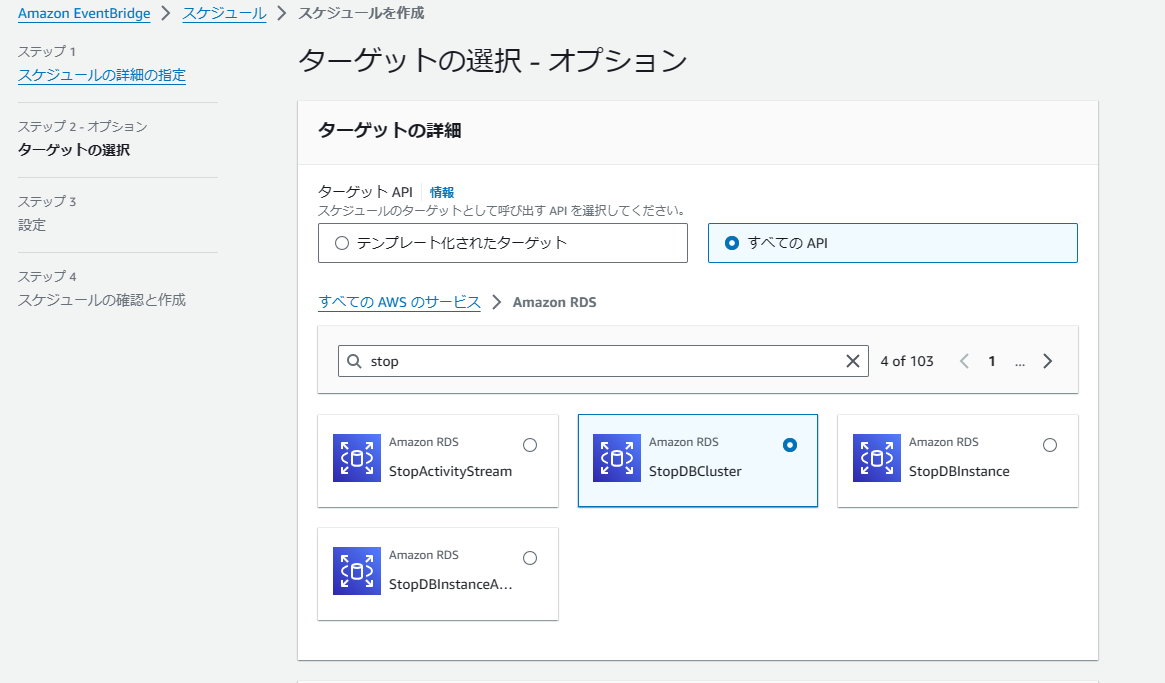 Amazon EventBridge > スケジュール > スケジュールを作成
ステップ 1
スケジュールの詳細の指定
ステップ 2 - オプション
ターゲットの選択
ステップ 3
設定
ステップ 4
スケジュールの確認と作成
ターゲットの選択 - オプション
ターゲットの詳細
ターゲット API 情報
スケジュールのターゲットとして呼び出す API を選択してください。
テンプレート化されたターゲット
すべての API
すべての AWS のサービス > Amazon RDS
stop
4 of 103
1 ...
Amazon RDS
StopActivityStream
Amazon RDS
StopDBCluster
Amazon RDS
StopDBInstance
Amazon RDS
StopDBInstanceA...